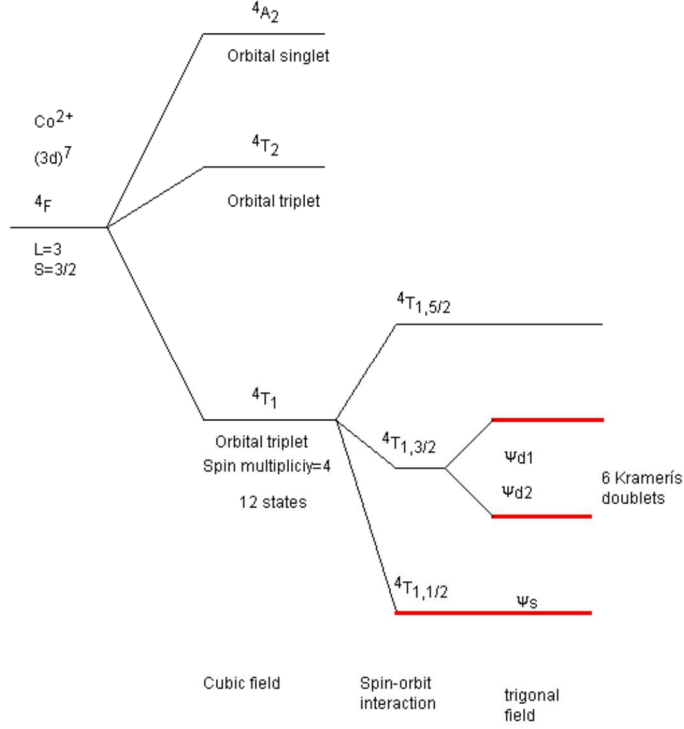 ⁴A₂
Orbital singlet
Co²⁺
(3d)⁷
⁴T₂
⁴F
Orbital triplet
L=3
S=3/2
⁴T₁,₅/₂
⁴T₁
Orbital triplet
Spin multipliciy=4
12 states
⁴T₁,₃/₂
Ψd1
Ψd2
6 Kramerís
doublets
⁴T₁,₁/₂
Ψs
Cubic field
Spin-orbit
interaction
trigonal
field